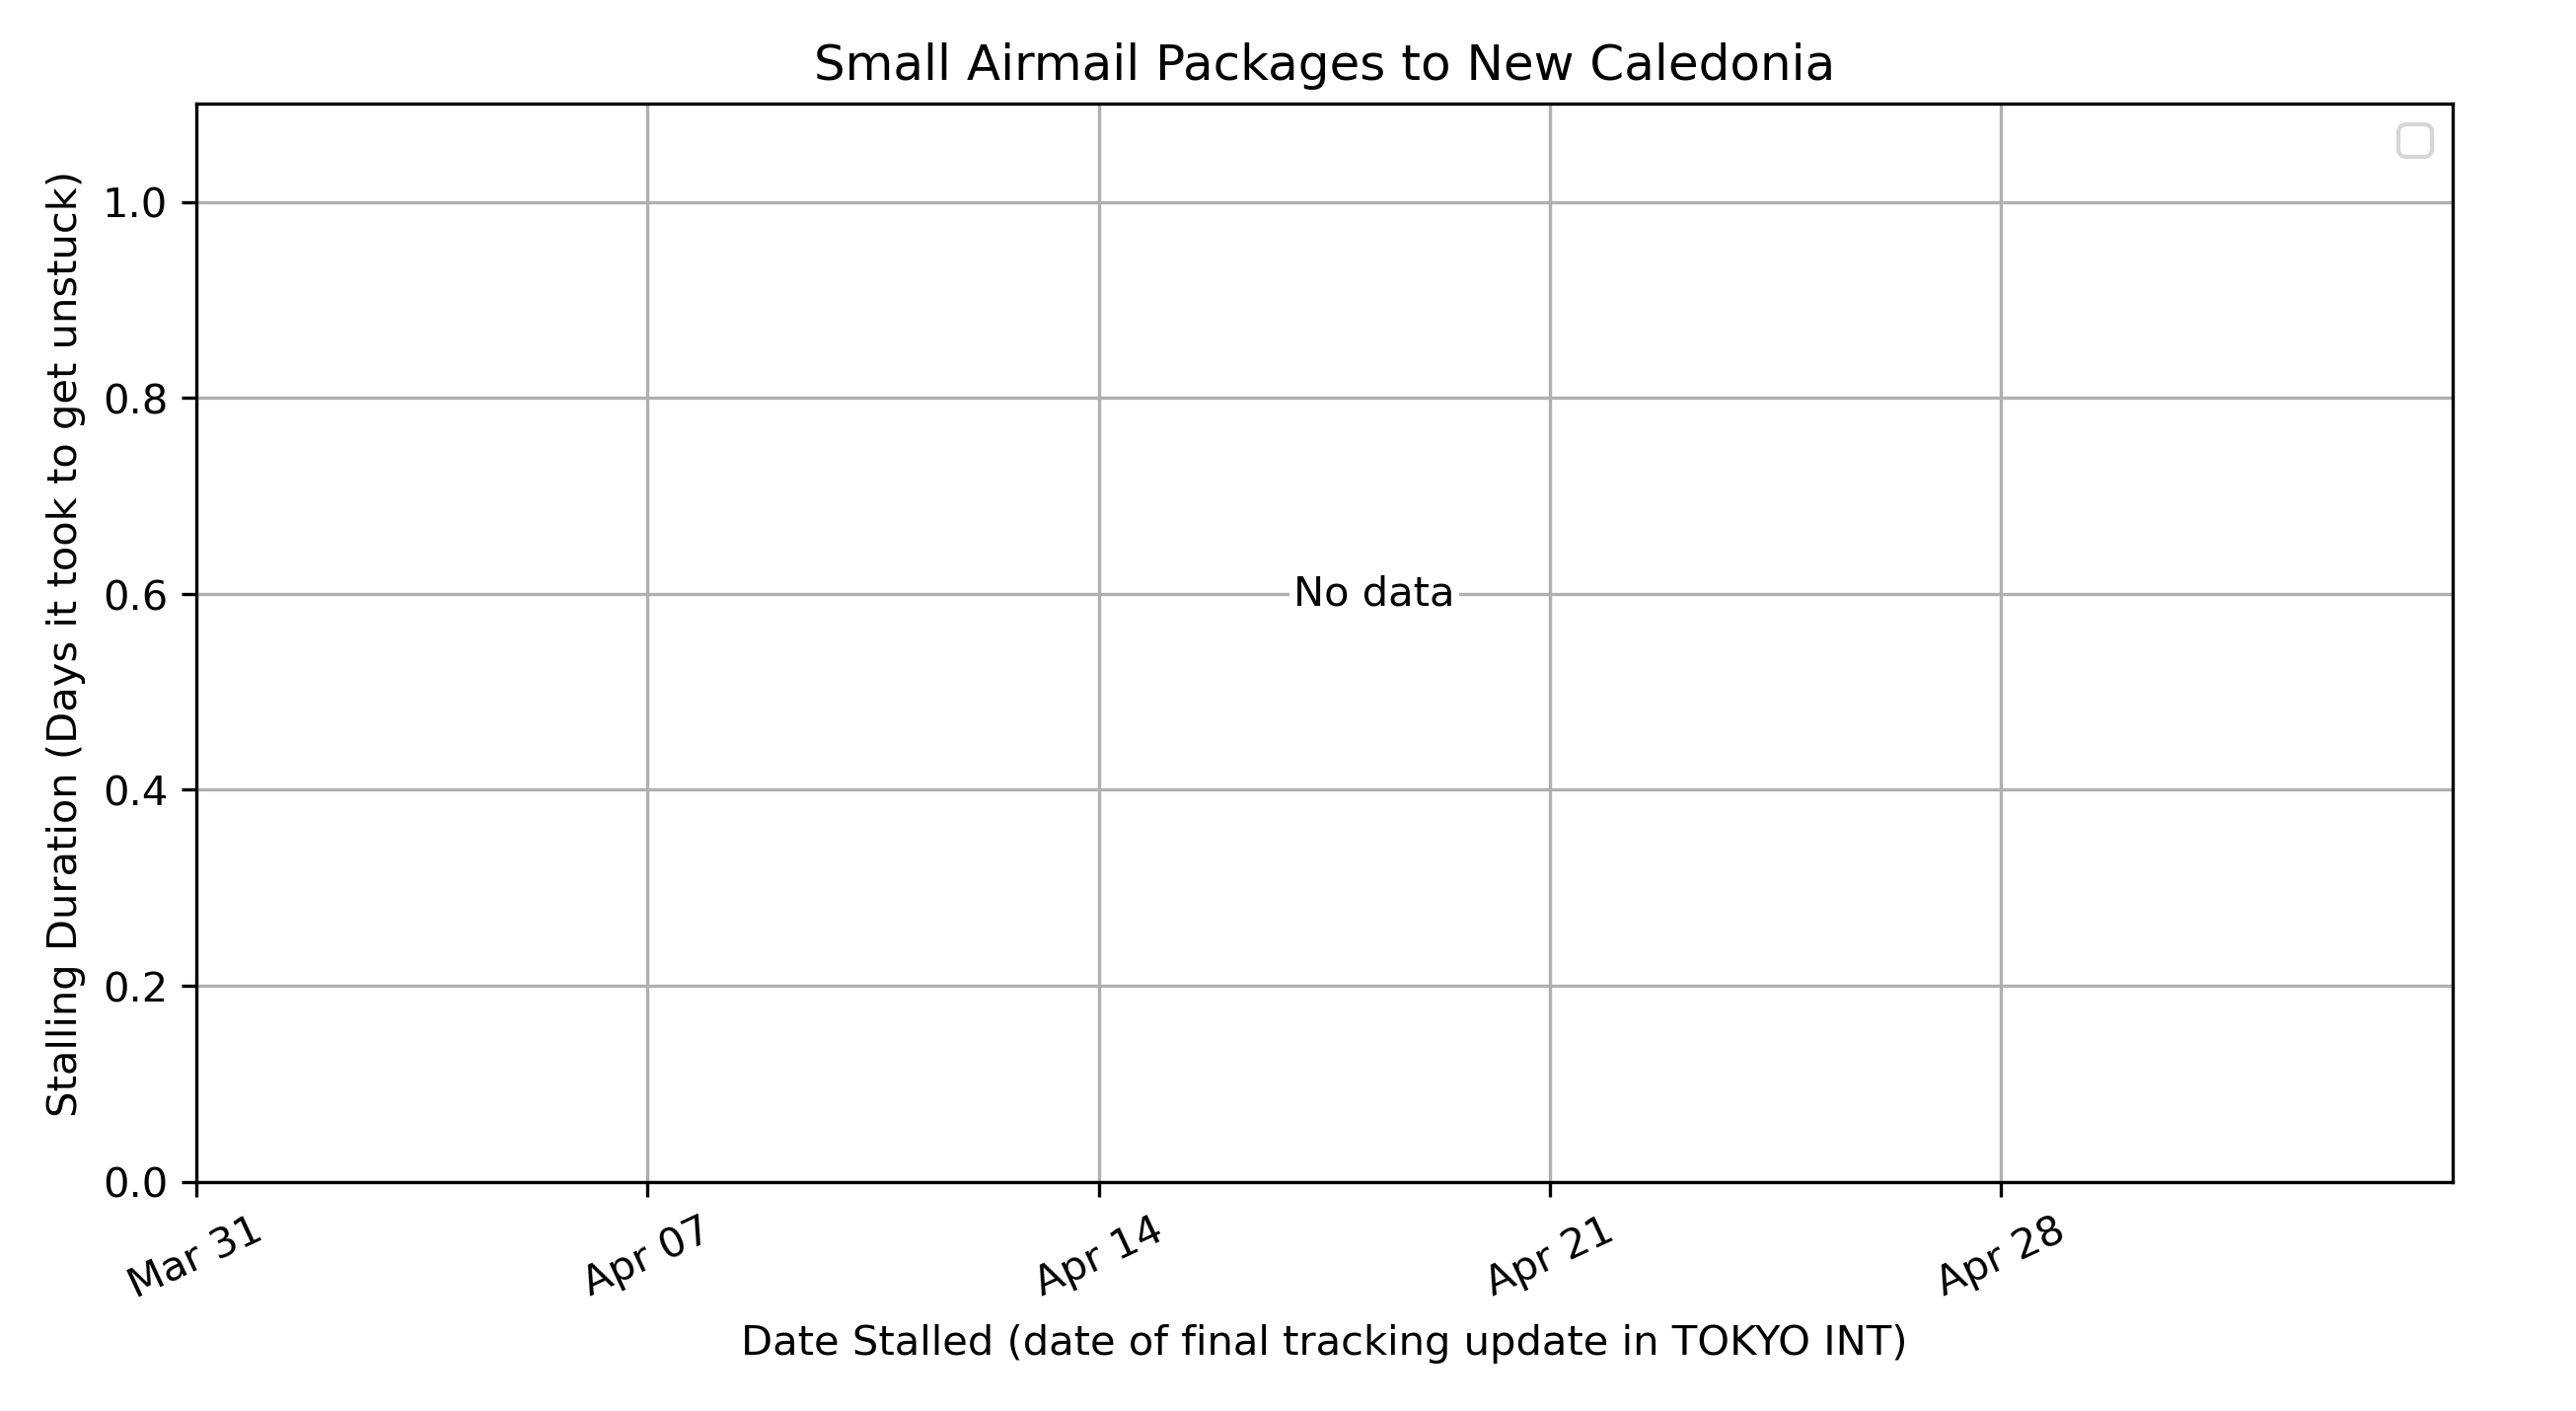 Small Airmail Packages to New Caledonia
Stalling Duration (Days it took to get unstuck)
1.0
0.8
0.6
0.4
0.2
0.0
No data
Mar 31
Apr 07
Apr 14
Apr 21
Apr 28
Date Stalled (date of final tracking update in TOKYO INT)